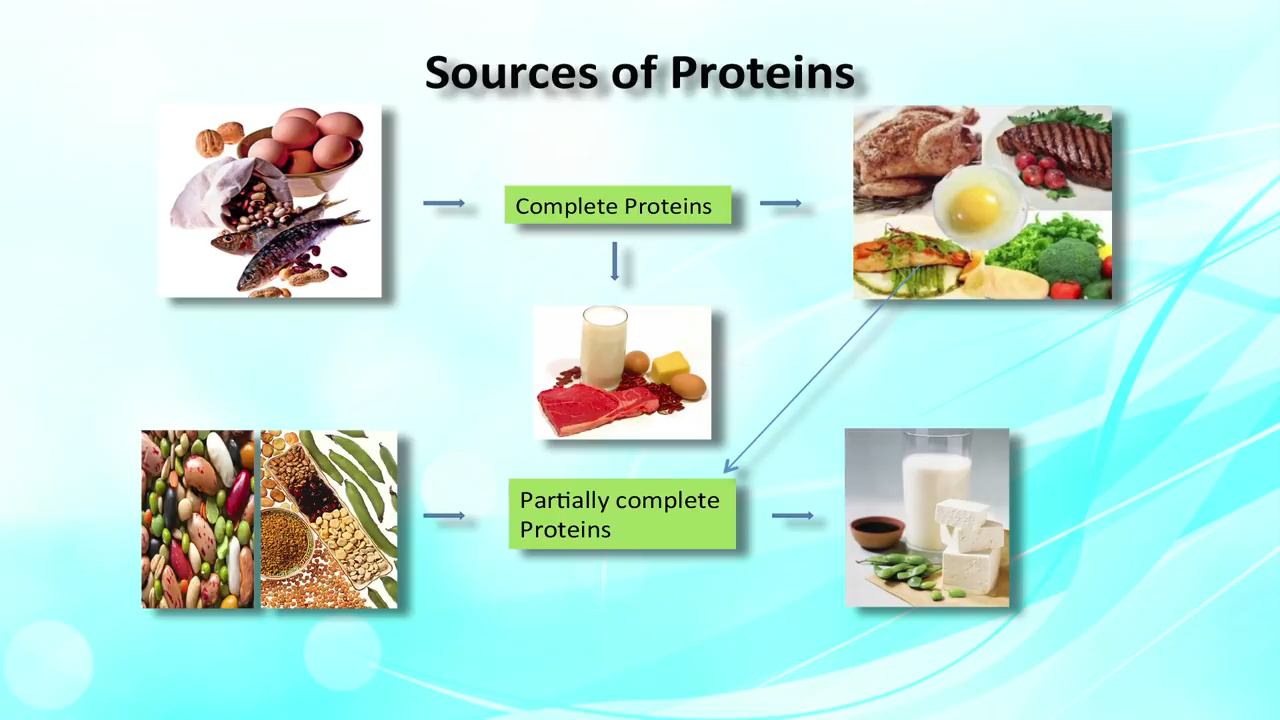 Sources of Proteins
Complete Proteins
Partially complete
Proteins